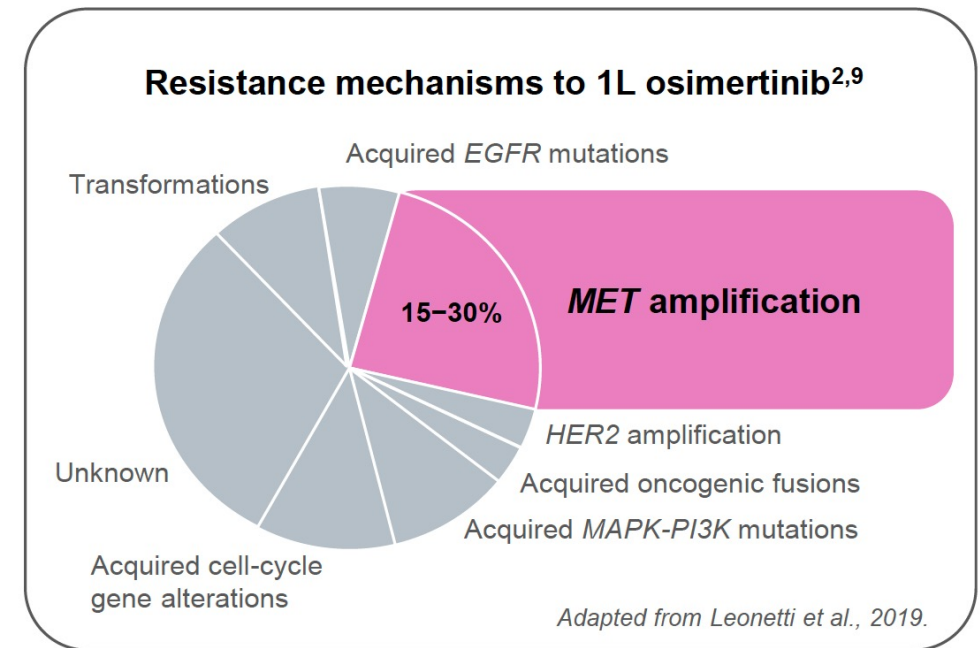 Resistance mechanisms to 1L osimertinib2,9
Acquired EGFR mutations
Transformations
15–30%
MET amplification
HER2 amplification
Unknown
Acquired oncogenic fusions
Acquired MAPK-PI3K mutations
Acquired cell-cycle
gene alterations
Adapted from Leonetti et al., 2019.